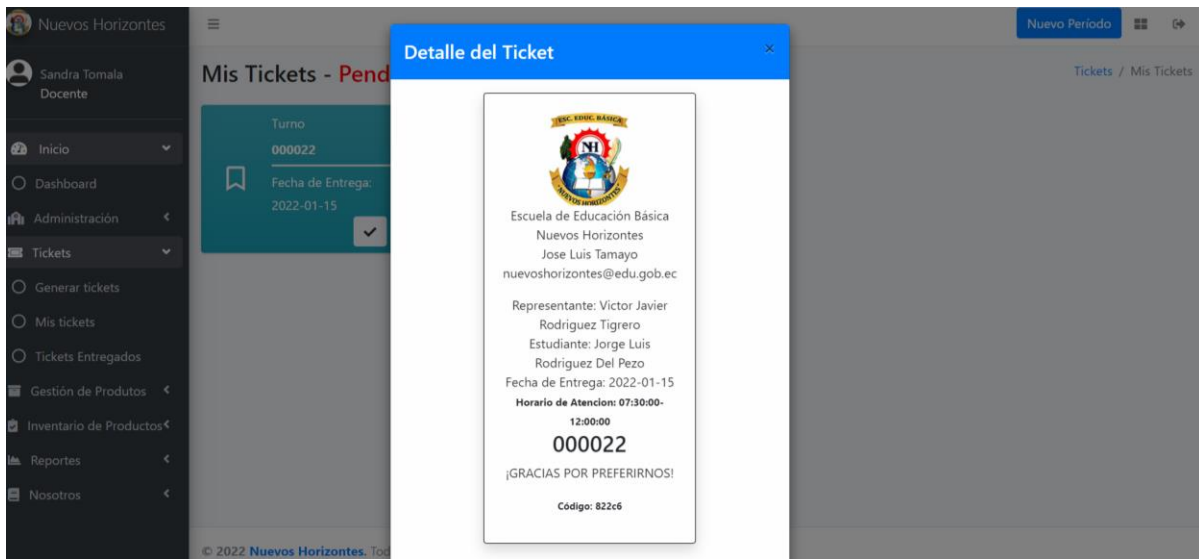 Nuevos Horizontes
Nuevo Período
Sandra Tomala
Docente
Inicio
Dashboard
Administración
Tickets
Generar tickets
Mis tickets
Tickets Entregados
Gestión de Produtos
Inventario de Productos
Reportes
Nosotros
Mis Tickets - Pend
Tickets / Mis Tickets
Turno
000022
Fecha de Entrega:
2022-01-15
Detalle del Ticket
×
ESC. EDUC. BÁSICA
NH
NUEVOS HORIZONTES
Escuela de Educación Básica
Nuevos Horizontes
Jose Luis Tamayo
nuevoshorizontes@edu.gob.ec
Representante: Victor Javier
Rodriguez Tigrero
Estudiante: Jorge Luis
Rodriguez Del Pezo
Fecha de Entrega: 2022-01-15
Horario de Atencion: 07:30:00-
12:00:00
000022
¡GRACIAS POR PREFERIRNOS!
Código: 822c6
© 2022 Nuevos Horizontes. Tod